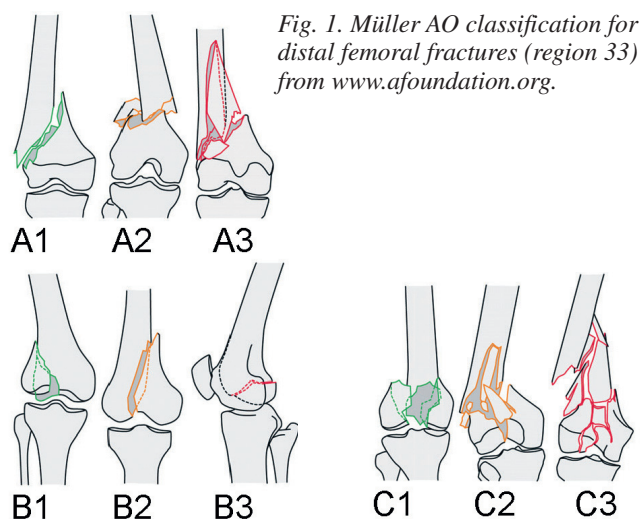 Fig. 1. Müller AO classification for
distal femoral fractures (region 33)
from www.afoundation.org.
A1 A2 A3
B1 B2 B3 C1 C2 C3